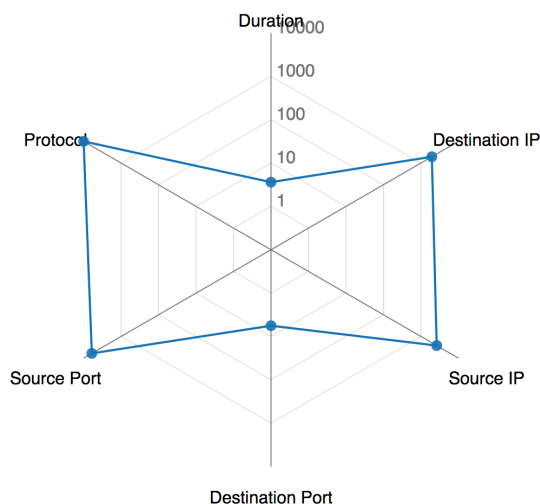 Duration
10000
1000
Protocol
Destination IP
100
10
1
Source Port
Source IP
Destination Port